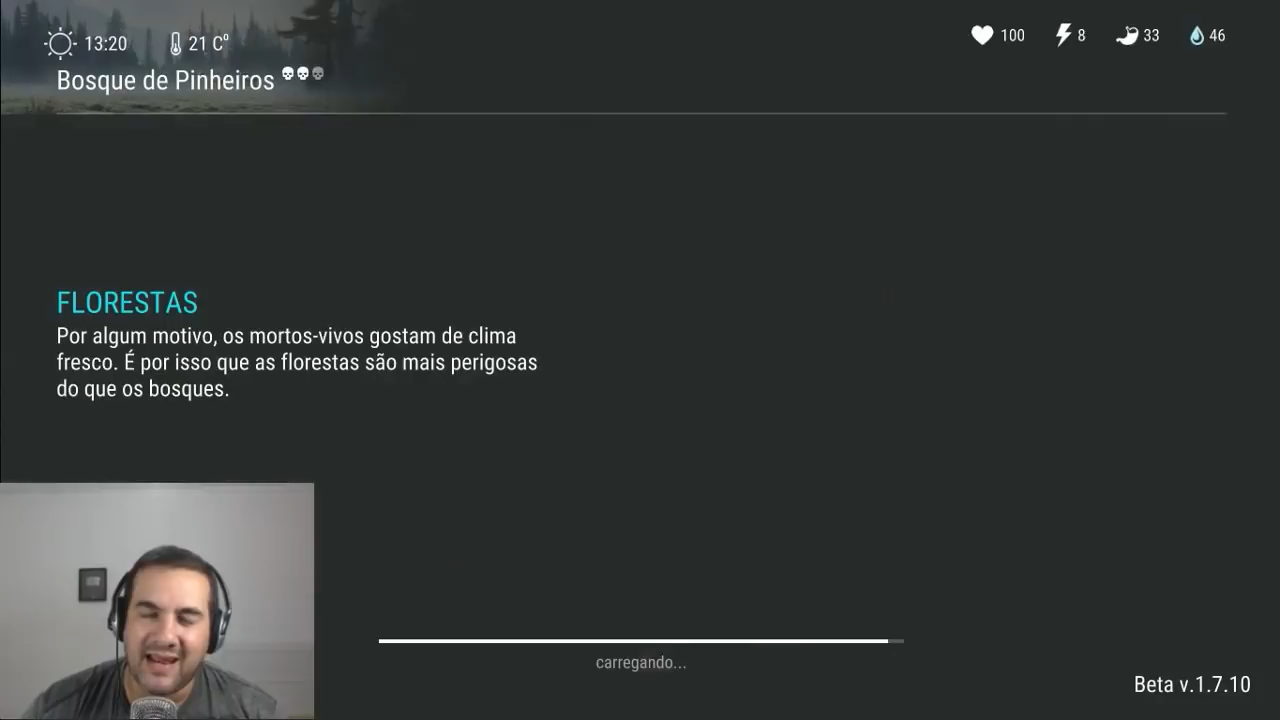 13:20 21 Cº
100 8 33 46
Bosque de Pinheiros
FLORESTAS
Por algum motivo, os mortos-vivos gostam de clima
fresco. É por isso que as florestas são mais perigosas
do que os bosques.
carregando...
Beta v.1.7.10